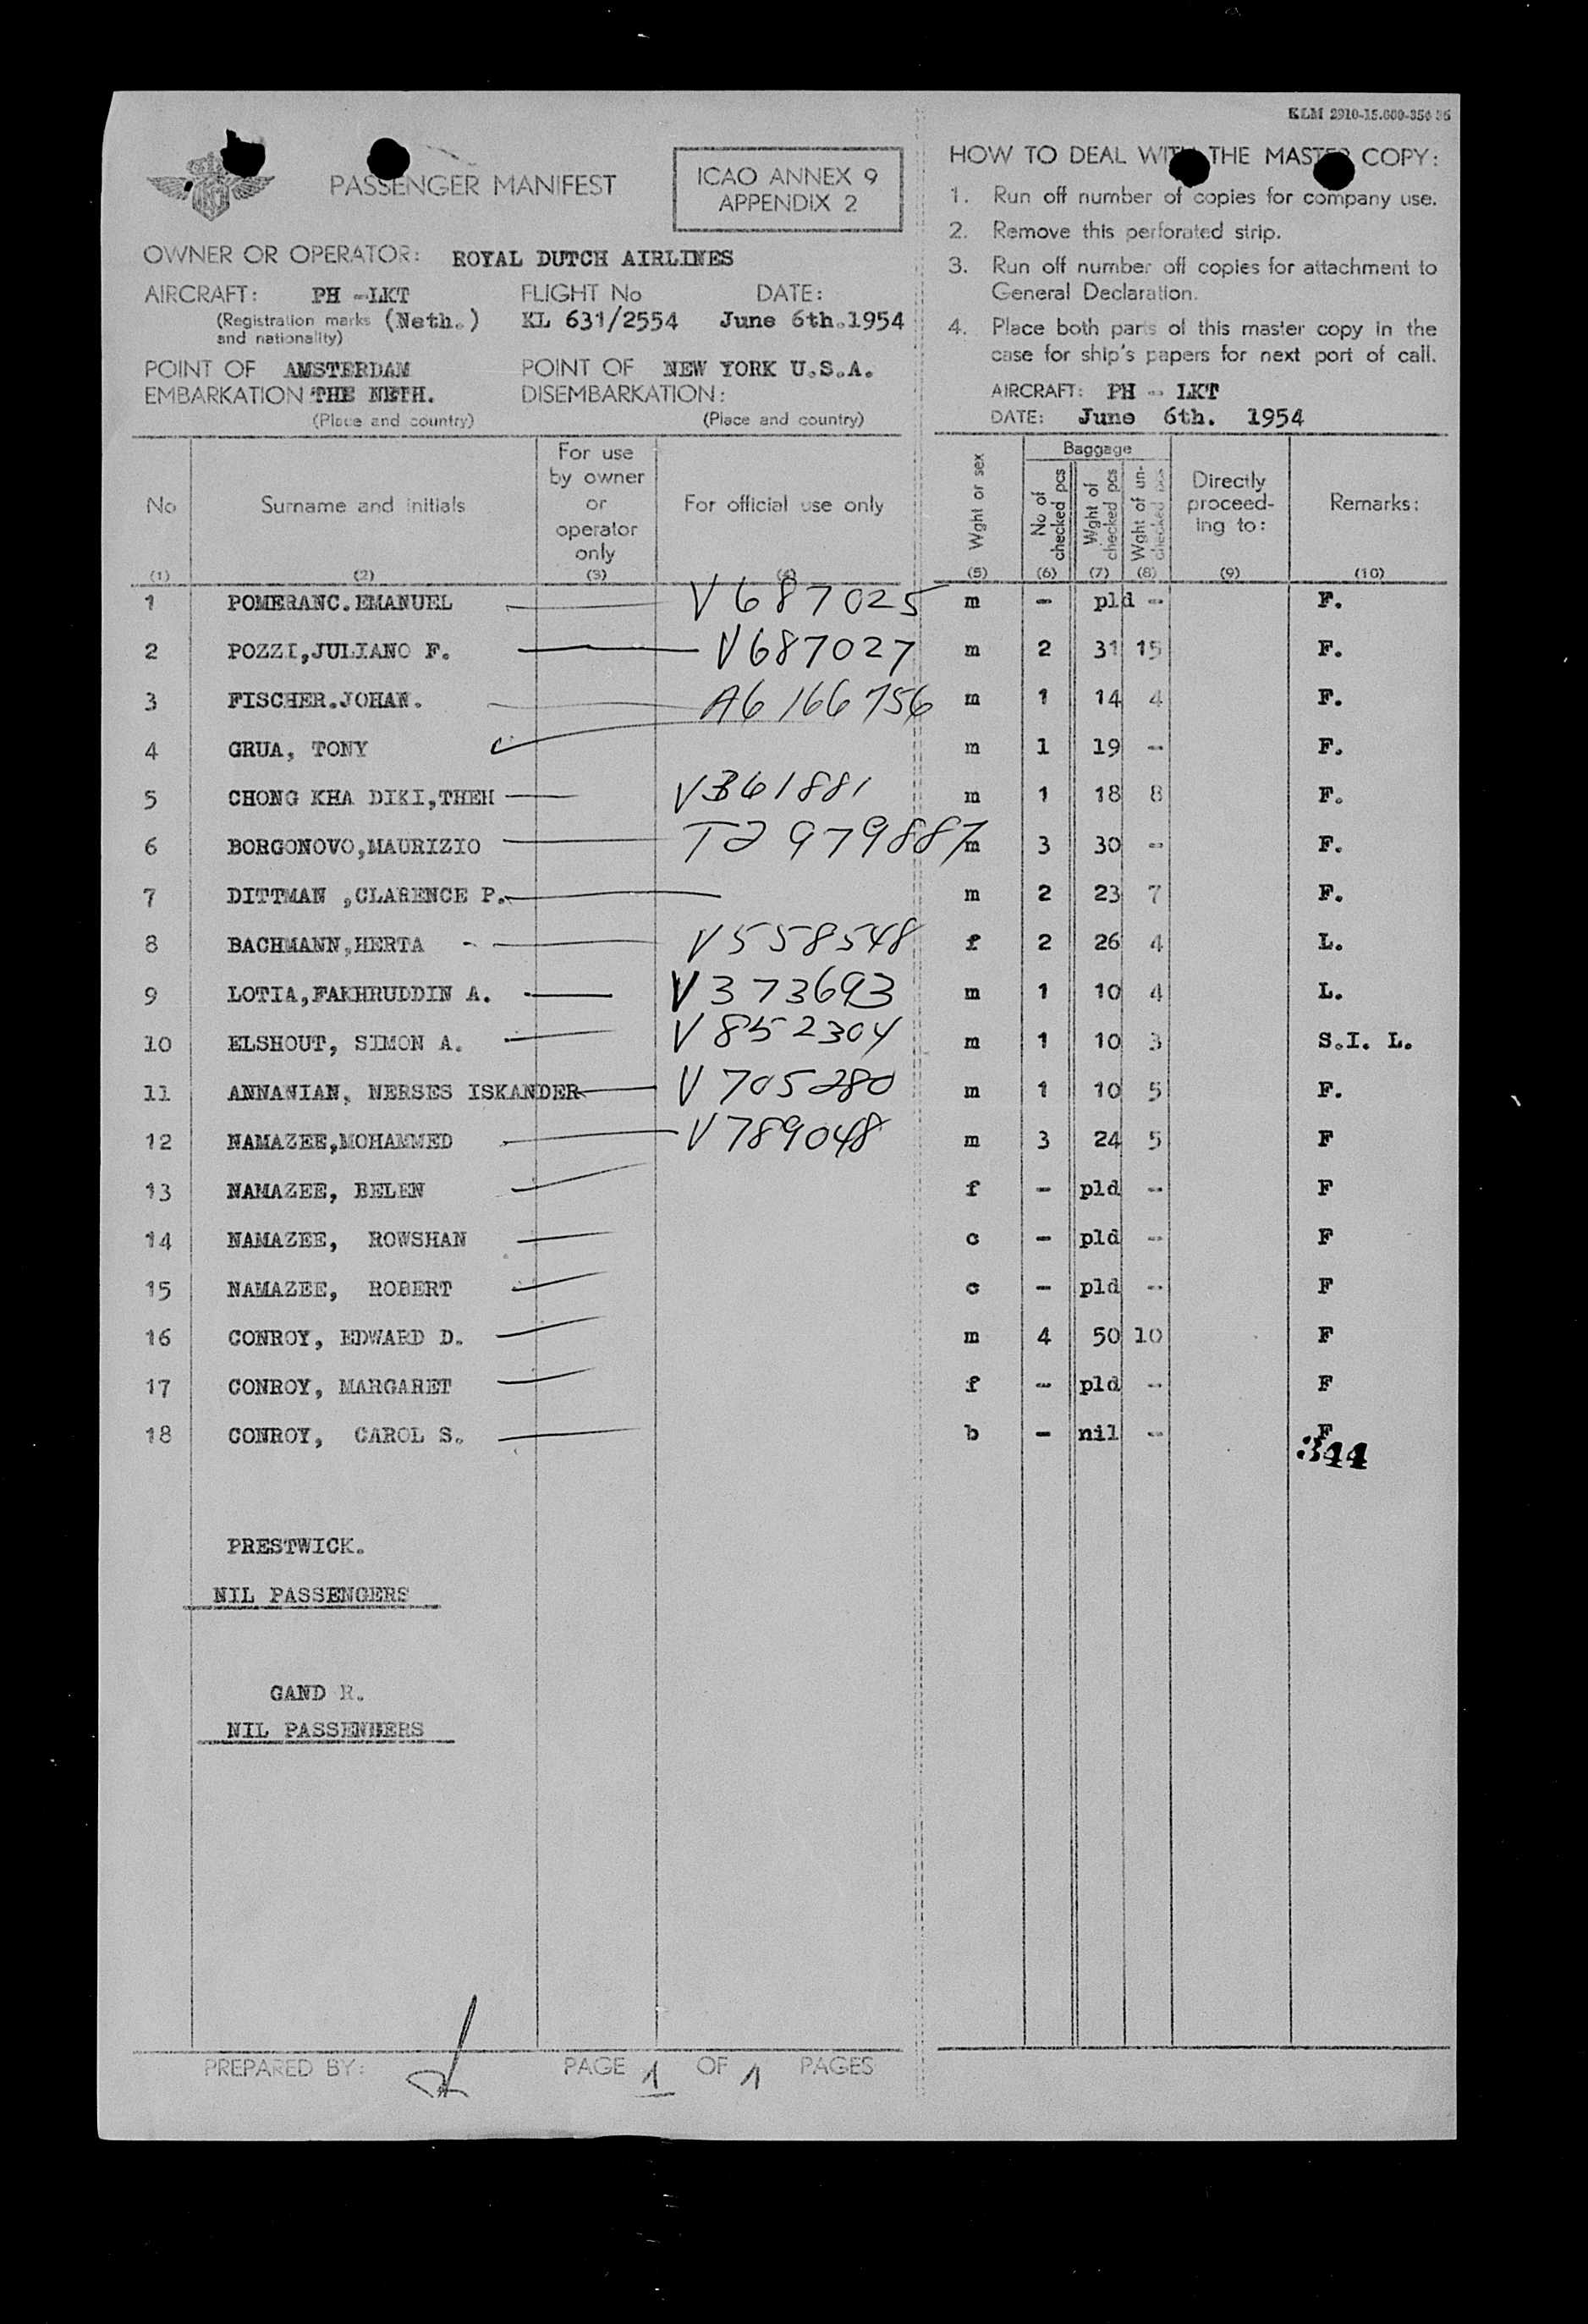 KLM 2910-15.000-354
PASSENGER MANIFEST
ICAO ANNEX 9
APPENDIX 2
OWNER OR OPERATOR: ROYAL DUTCH AIRLINES
AIRCRAFT: PH -LKT FLIGHT No DATE:
(Registration marks (Neth.) KL 631/2554 June 6th.1954
and nationality)
POINT OF AMSTERDAM POINT OF NEW YORK U.S.A.
EMBARKATION THE NETH. DISEMBARKATION:
(Place and country) (Place and country)
HOW TO DEAL WITH THE MASTER COPY:
1. Run off number of copies for company use.
2. Remove this perforated strip.
3. Run off number off copies for attachment to
General Declaration.
4. Place both parts of this master copy in the
case for ship's papers for next port of call.
AIRCRAFT: PH - LKT
DATE: June 6th. 1954
No
Surname and initials
For use
by owner
or
operator
only
For official use only
Wght or sex
Baggage
No of
checked pcs
Wght of
checked pcs
Wght of un-
checked pcs
Directly
proceed-
ing to:
Remarks:
(1) (2) (3) (4) (5) (6) (7) (8) (9) (10)
1 POMERANC.EMANUEL V687025 m - pld - F.
2 POZZI,JULIANO F. V687027 m 2 31 15 F.
3 FISCHER.JOHAN. A6166756 m 1 14 4 F.
4 GRUA, TONY m 1 19 - F.
5 CHONG KHA DIKI,THEH V361881 m 1 18 8 F.
6 BORGONOVO,MAURIZIO T2979887 m 3 30 - F.
7 DITTMAN ,CLARENCE P. m 2 23 7 F.
8 BACHMANN,HERTA - V558548 f 2 26 4 L.
9 LOTIA,FAKHRUDDIN A. V373693 m 1 10 4 L.
10 ELSHOUT, SIMON A. V852304 m 1 10 3 S.I. L.
11 ANNANIAN, NERSES ISKANDER V705280 m 1 10 5 F.
12 NAMAZEE,MOHAMMED V789048 m 3 24 5 F
13 NAMAZEE, BELEN f - pld - F
14 NAMAZEE, ROWSHAN c - pld - F
15 NAMAZEE, ROBERT c - pld - F
16 CONROY, EDWARD D. m 4 50 10 F
17 CONROY, MARGARET f - pld - F
18 CONROY, CAROL S. b - nil - F
344
PRESTWICK.
NIL PASSENGERS
GAND R.
NIL PASSENHERS
PREPARED BY: PAGE 1 OF 1 PAGES